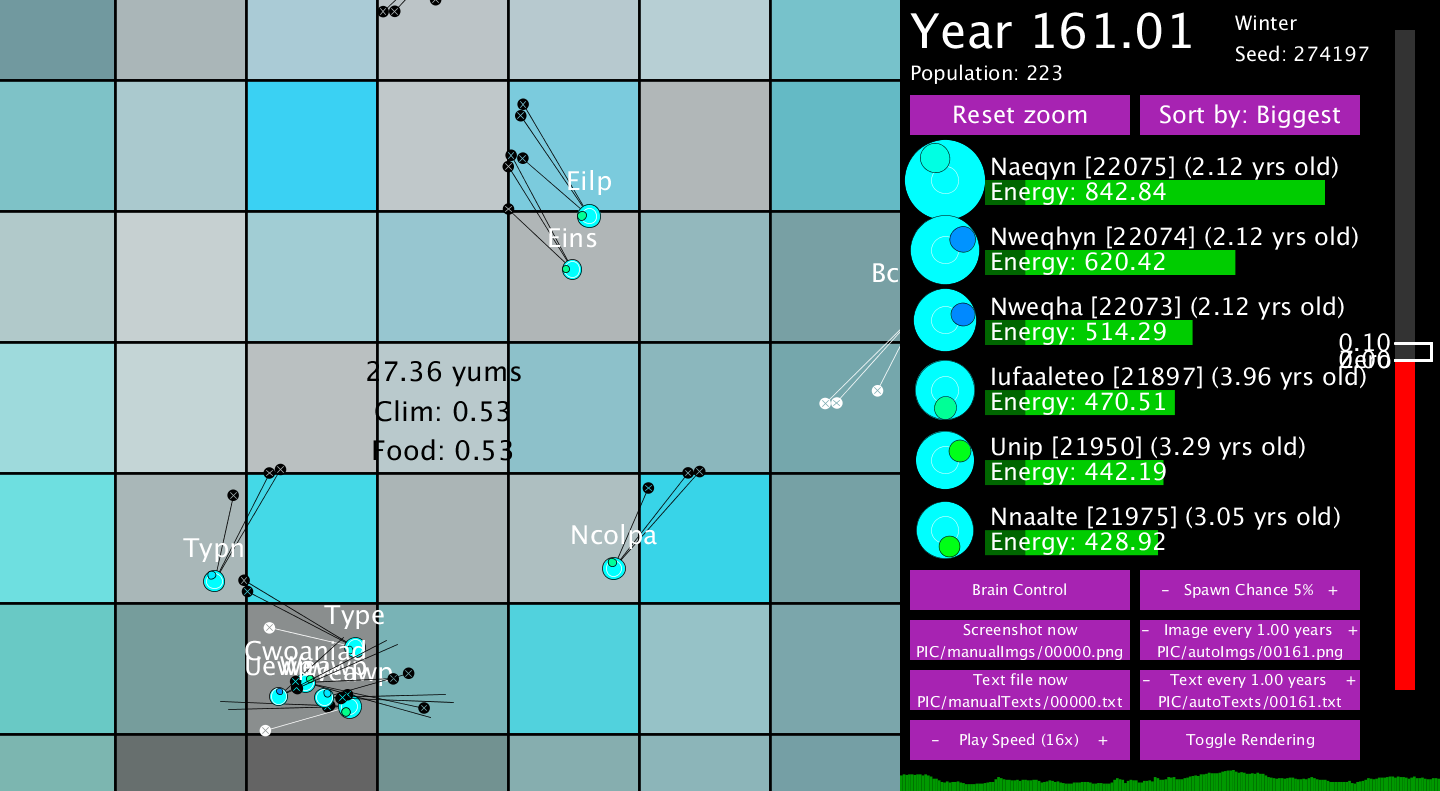 Eilp
Eins
Bc
27.36 yums
Clim: 0.53
Food: 0.53
Typn
Ncolpa
Type
Cwoaniad
Year 161.01
Winter
Seed: 274197
Population: 223
Reset zoom
Sort by: Biggest
Naeqyn [22075] (2.12 yrs old)
Energy: 842.84
Nweqhyn [22074] (2.12 yrs old)
Energy: 620.42
Nweqha [22073] (2.12 yrs old)
Energy: 514.29
0.10
Iufaaleteo [21897] (3.96 yrs old)
Energy: 470.51
Unip [21950] (3.29 yrs old)
Energy: 442.19
Nnaalte [21975] (3.05 yrs old)
Energy: 428.92
Brain Control
- Spawn Chance 5% +
Screenshot now
PIC/manualImgs/00000.png
- Image every 1.00 years +
PIC/autoImgs/00161.png
Text file now
PIC/manualTexts/00000.txt
- Text every 1.00 years +
PIC/autoTexts/00161.txt
- Play Speed (16x) +
Toggle Rendering